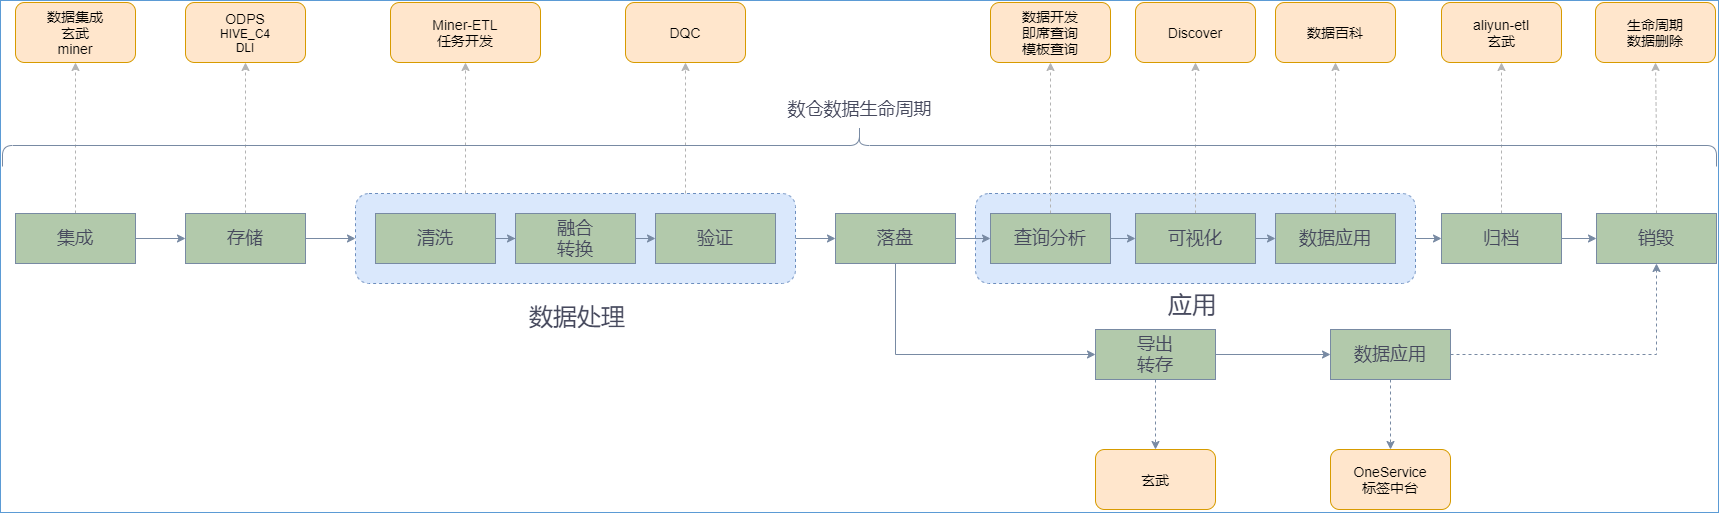 数据集成
玄武
miner
ODPS
HIVE_C4
DLI
Miner-ETL
任务开发
DQC
数据开发
即席查询
模板查询
Discover
数据百科
aliyun-etl
玄武
生命周期
数据删除
数仓数据生命周期
集成
存储
清洗
融合
转换
验证
落盘
查询分析
可视化
数据应用
归档
销毁
数据处理
应用
导出
转存
数据应用
玄武
OneService
标签中台